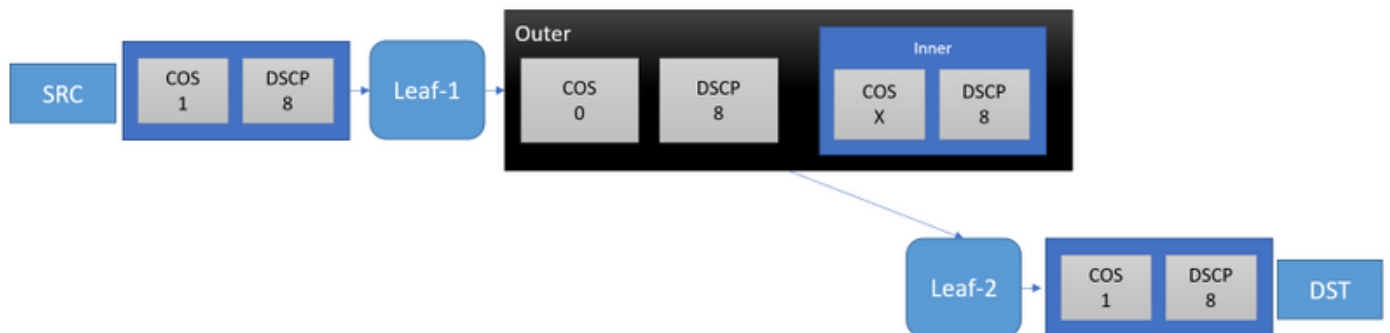 Outer
Inner
SRC
COS
1
DSCP
8
Leaf-1
COS
0
DSCP
8
COS
X
DSCP
8
Leaf-2
COS
1
DSCP
8
DST